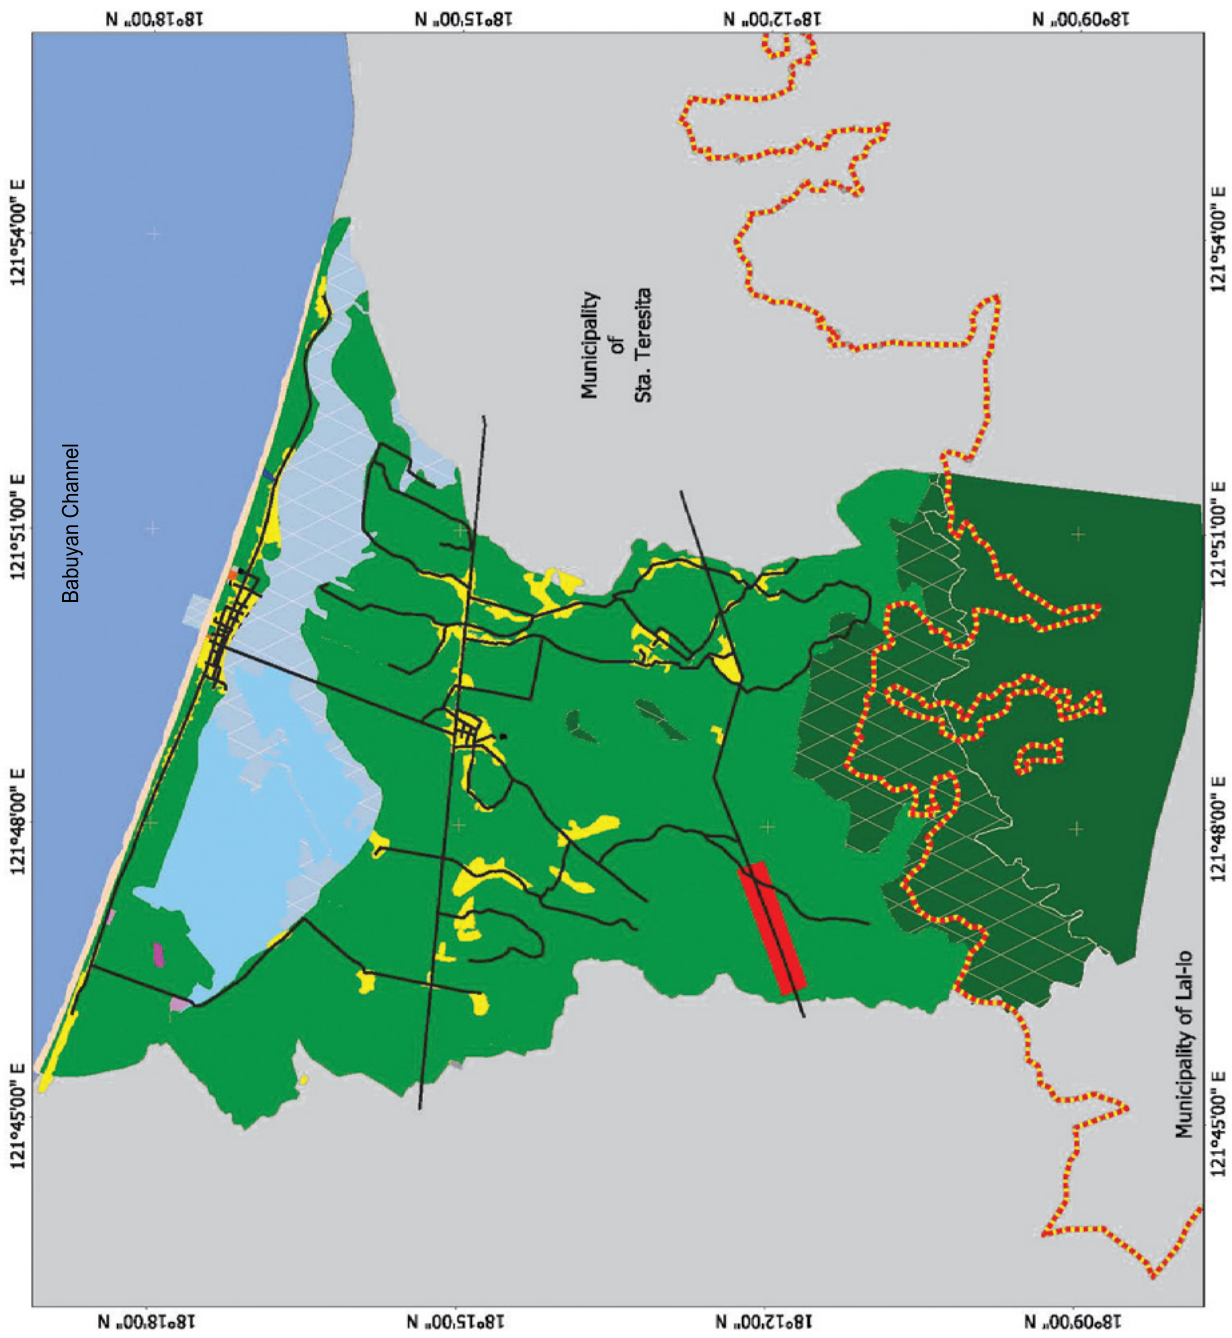 18°18'00" N
18°15'00" N
18°12'00" N
18°09'00" N
121°54'00" E
121°51'00" E
121°48'00" E
121°45'00" E
Babuyan Channel
Municipality
of
Sta. Teresita
Municipality of Lal-lo
121°54'00" E
121°51'00" E
121°48'00" E
121°45'00" E
18°18'00" N
18°15'00" N
18°12'00" N
18°09'00" N